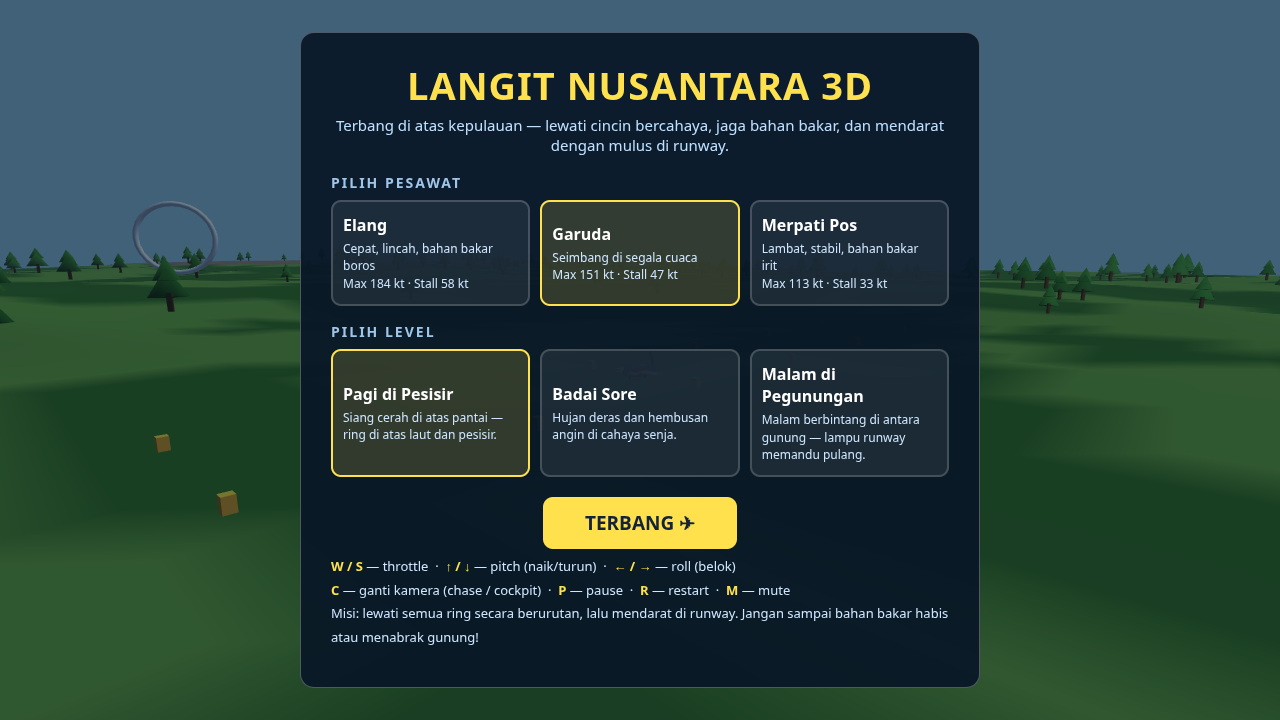 LANGIT NUSANTARA 3D
Terbang di atas kepulauan — lewati cincin bercahaya, jaga bahan bakar, dan mendarat
dengan mulus di runway.
PILIH PESAWAT
Elang
Cepat, lincah, bahan bakar
boros
Max 184 kt · Stall 58 kt
Garuda
Seimbang di segala cuaca
Max 151 kt · Stall 47 kt
Merpati Pos
Lambat, stabil, bahan bakar
irit
Max 113 kt · Stall 33 kt
PILIH LEVEL
Pagi di Pesisir
Siang cerah di atas pantai —
ring di atas laut dan pesisir.
Badai Sore
Hujan deras dan hembusan
angin di cahaya senja.
Malam di
Pegunungan
Malam berbintang di antara
gunung — lampu runway
memandu pulang.
TERBANG ✈
W / S — throttle · ↑ / ↓ — pitch (naik/turun) · ← / → — roll (belok)
C — ganti kamera (chase / cockpit) · P — pause · R — restart · M — mute
Misi: lewati semua ring secara berurutan, lalu mendarat di runway. Jangan sampai bahan bakar habis
atau menabrak gunung!